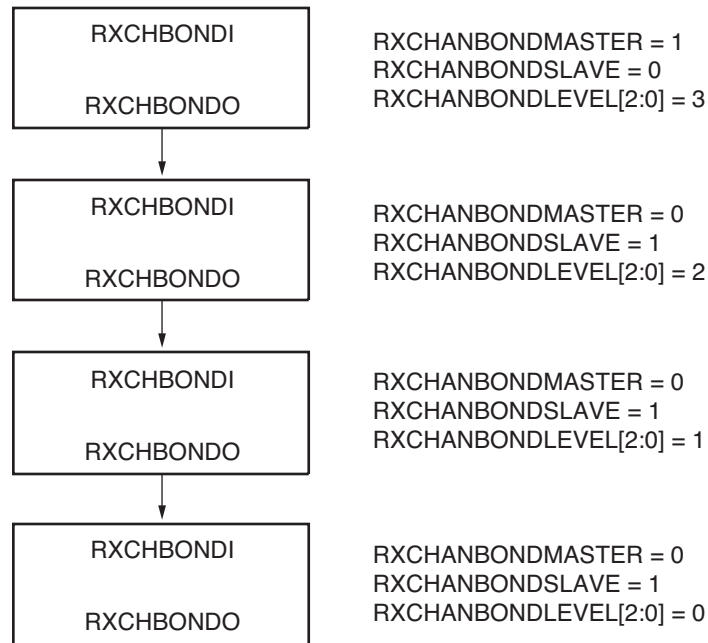 RXCHBONDI
RXCHBONDO
RXCHANBONDMASTER = 1
RXCHANBONDSLAVE = 0
RXCHANBONDLEVEL[2:0] = 3
RXCHBONDI
RXCHBONDO
RXCHANBONDMASTER = 0
RXCHANBONDSLAVE = 1
RXCHANBONDLEVEL[2:0] = 2
RXCHBONDI
RXCHBONDO
RXCHANBONDMASTER = 0
RXCHANBONDSLAVE = 1
RXCHANBONDLEVEL[2:0] = 1
RXCHBONDI
RXCHBONDO
RXCHANBONDMASTER = 0
RXCHANBONDSLAVE = 1
RXCHANBONDLEVEL[2:0] = 0